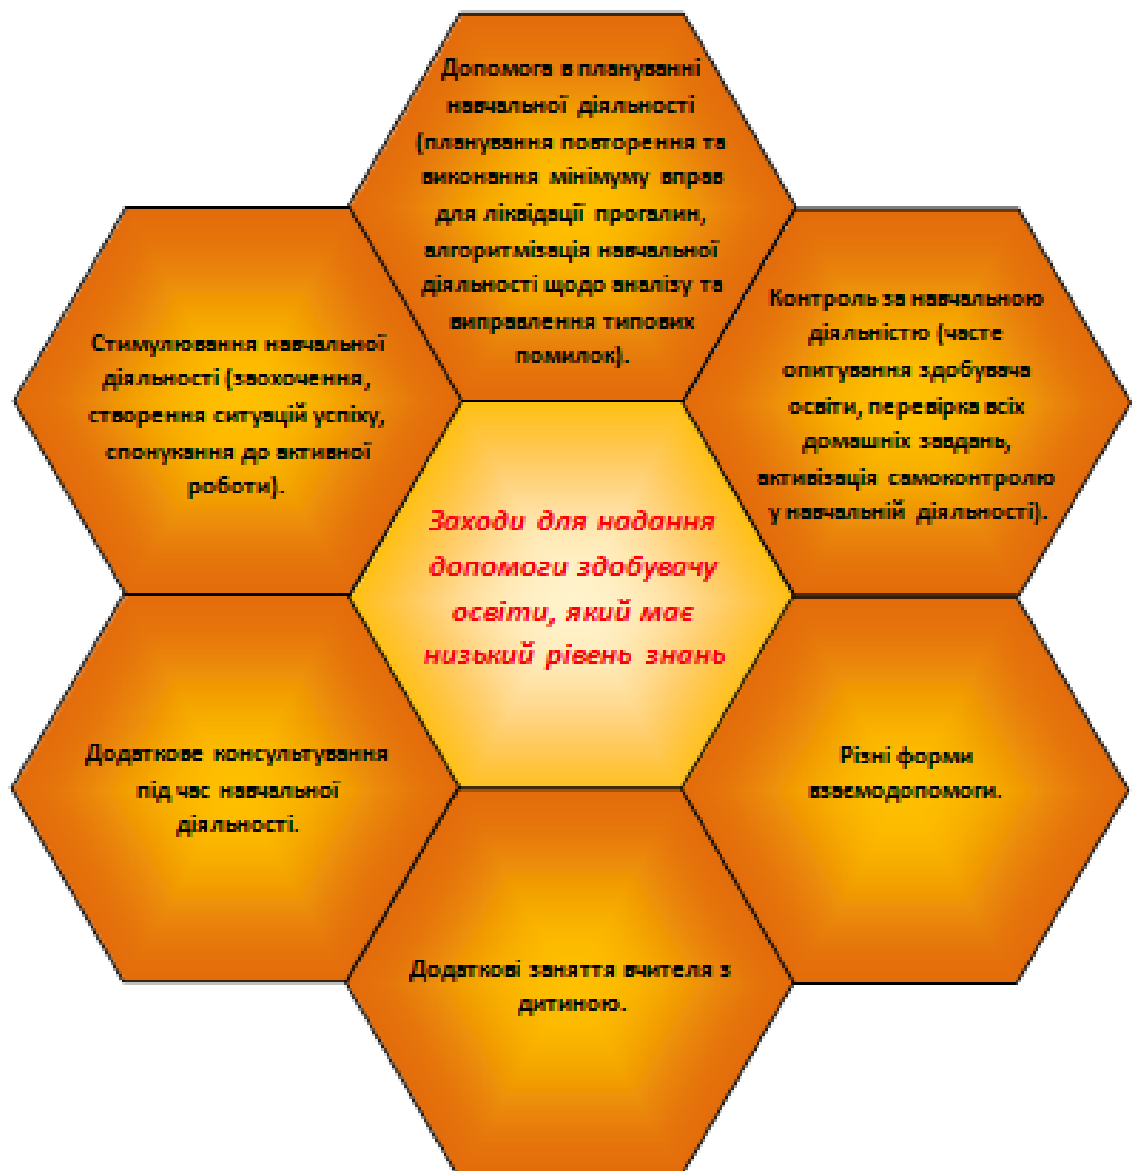 Допомога в плануванні
навчальної діяльності
(планування повторення та
виконання мінімуму вправ
для ліквідації прогалин,
алгоритмізація навчальної
діяльності щодо аналізу та
виправлення типових
помилок).
Контроль за навчальною
діяльністю (часте
опитування здобувача
освіти, перевірка всіх
домашніх завдань,
активізація самоконтролю
у навчальній діяльності).
Стимулювання навчальної
діяльності (заохочення,
створення ситуацій успіху,
спонукання до активної
роботи).
Заходи для надання
допомоги здобувачу
освіти, який має
низький рівень знань
Додаткове консультування
під час навчальної
діяльності.
Різні форми
взаємодопомоги.
Додаткові заняття вчителя з
дитиною.